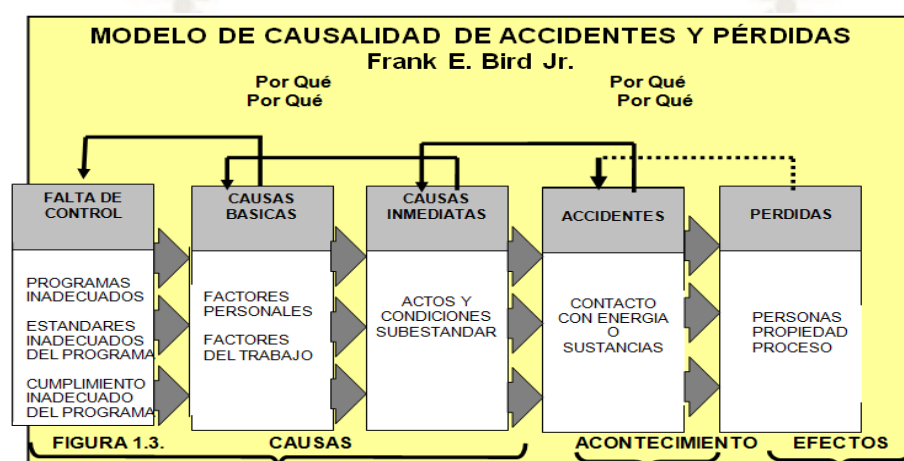 MODELO DE CAUSALIDAD DE ACCIDENTES Y PÉRDIDAS
Frank E. Bird Jr.
Por Qué
Por Qué
Por Qué
Por Qué
FALTA DE
CONTROL
PROGRAMAS
INADECUADOS
ESTANDARES
INADECUADOS
DEL PROGRAMA
CUMPLIMIENTO
INADECUADO
DEL PROGRAMA
CAUSAS
BASICAS
FACTORES
PERSONALES
FACTORES
DEL TRABAJO
CAUSAS
INMEDIATAS
ACTOS Y
CONDICIONES
SUBESTANDAR
ACCIDENTES
CONTACTO
CON ENERGIA
O
SUSTANCIAS
PERDIDAS
PERSONAS
PROPIEDAD
PROCESO
FIGURA 1.3.
CAUSAS
ACONTECIMIENTO
EFECTOS